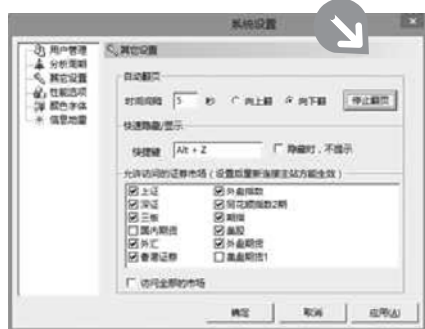 系统设置
用户管理
分析周期
其它设置
性能选项
颜色字体
信息地雷
其它设置
自动翻页
时间间隔 5 秒 向上翻 向下翻 停止翻页
快速隐藏/显示
快捷键 Alt + Z 隐藏时，不提示
允许访问的证券市场（设置后重新连接主站方能生效）
上证 外盘指数
深证 同花顺指数2期
三板 期指
国内期货 美股
外汇 外盘期货
香港证券 美盘期货1
访问全部的市场
确定 取消 应用(A)